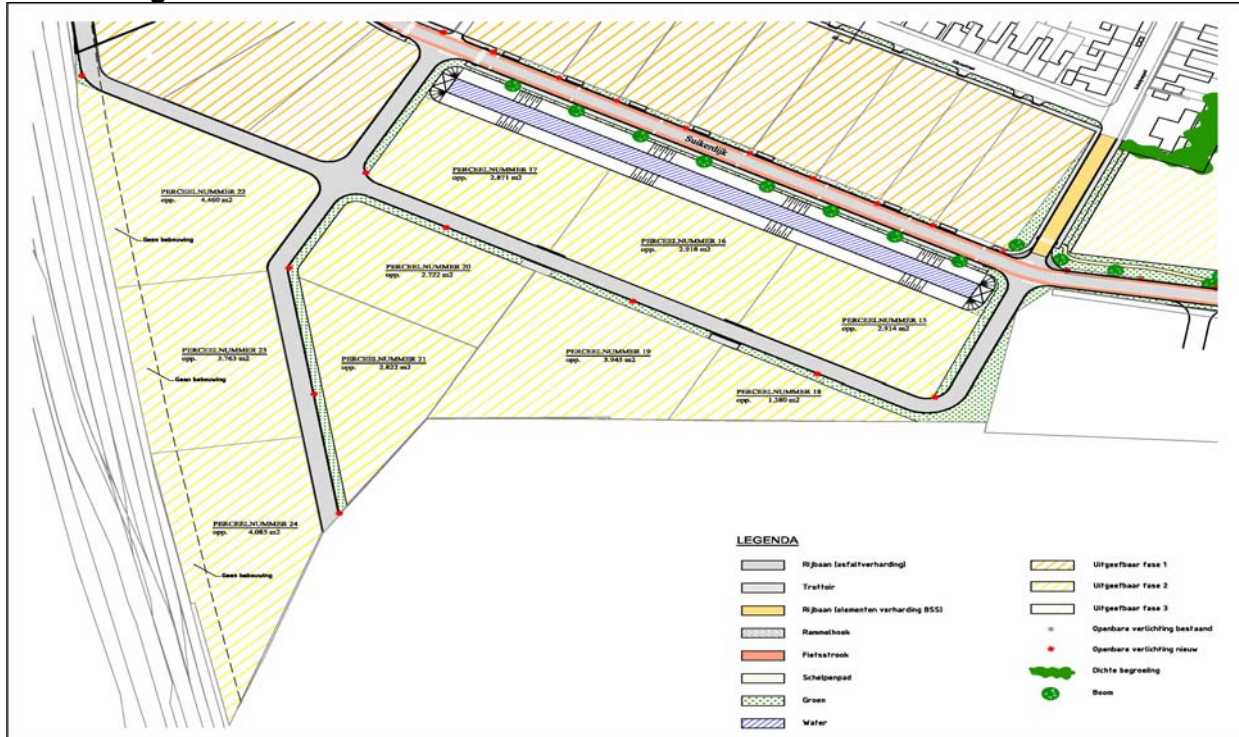 Suikerdijk
PERCEELNUMMER 17
opp. 2.871 m2
PERCEELNUMMER 22
opp. 4.460 m2
Geen bebouwing
PERCEELNUMMER 16
opp. 2.918 m2
PERCEELNUMMER 20
opp. 2.722 m2
PERCEELNUMMER 15
opp. 2.914 m2
PERCEELNUMMER 23
opp. 3.763 m2
Geen bebouwing
PERCEELNUMMER 21
opp. 2.822 m2
PERCEELNUMMER 19
opp. 3.945 m2
PERCEELNUMMER 18
opp. 1.380 m2
PERCEELNUMMER 24
opp. 4.085 m2
Geen bebouwing
LEGENDA
Rijbaan (asfaltverharding)
Trottoir
Rijbaan (elementen verharding BSS)
Rammelhoek
Fietsstrook
Schelpenpad
Groen
Water
Uitgeefbaar fase 1
Uitgeefbaar fase 2
Uitgeefbaar fase 3
Openbare verlichting bestaand
Openbare verlichting nieuw
Dichte begroeiing
Boom